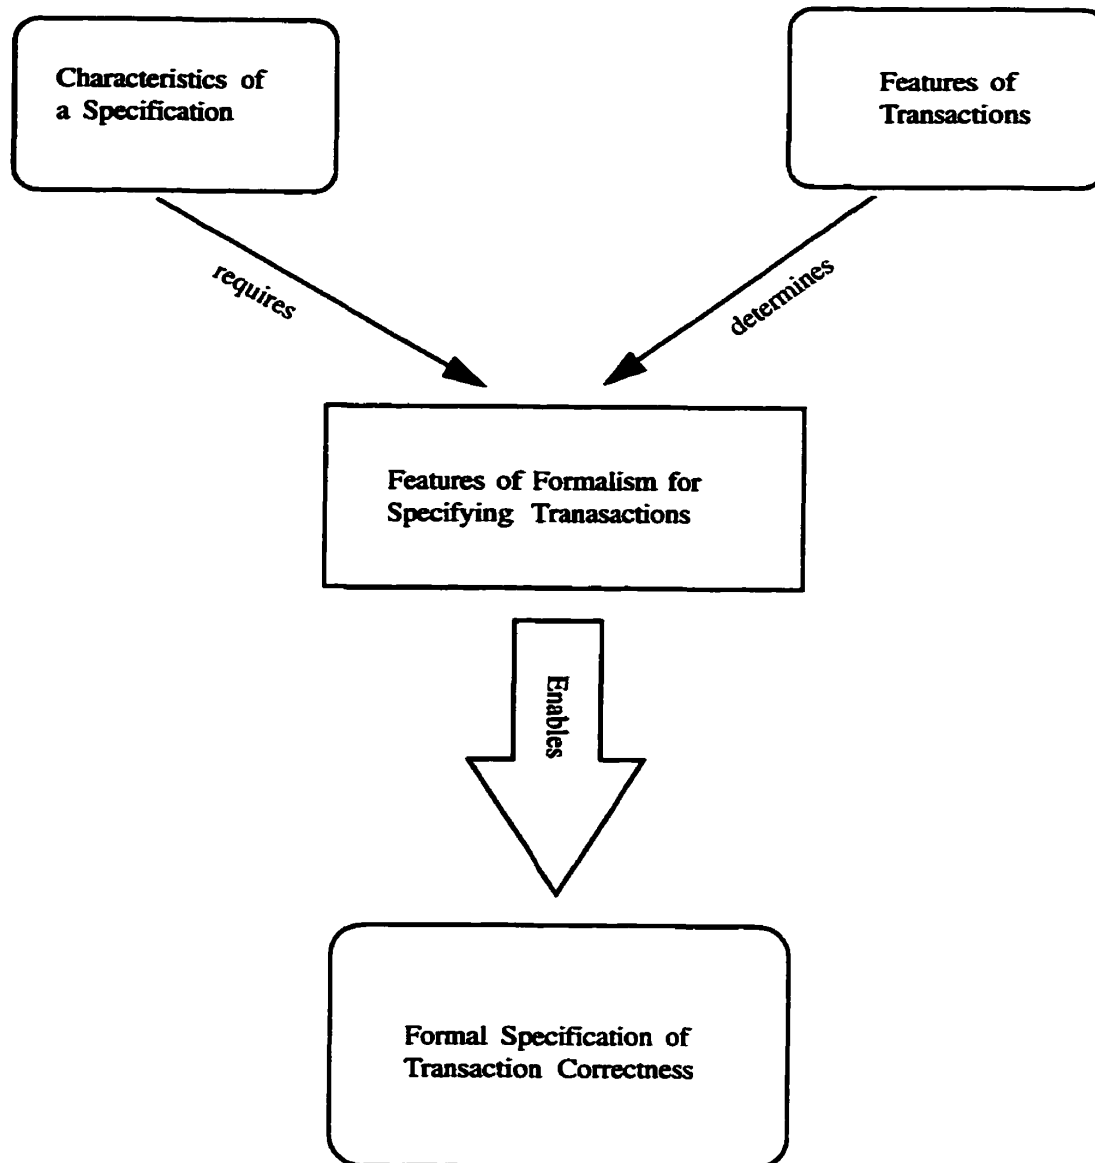 Characteristics of
a Specification
Features of
Transactions
requires
determines
Features of Formalism for
Specifying Tranasactions
Enables
Formal Specification of
Transaction Correctness